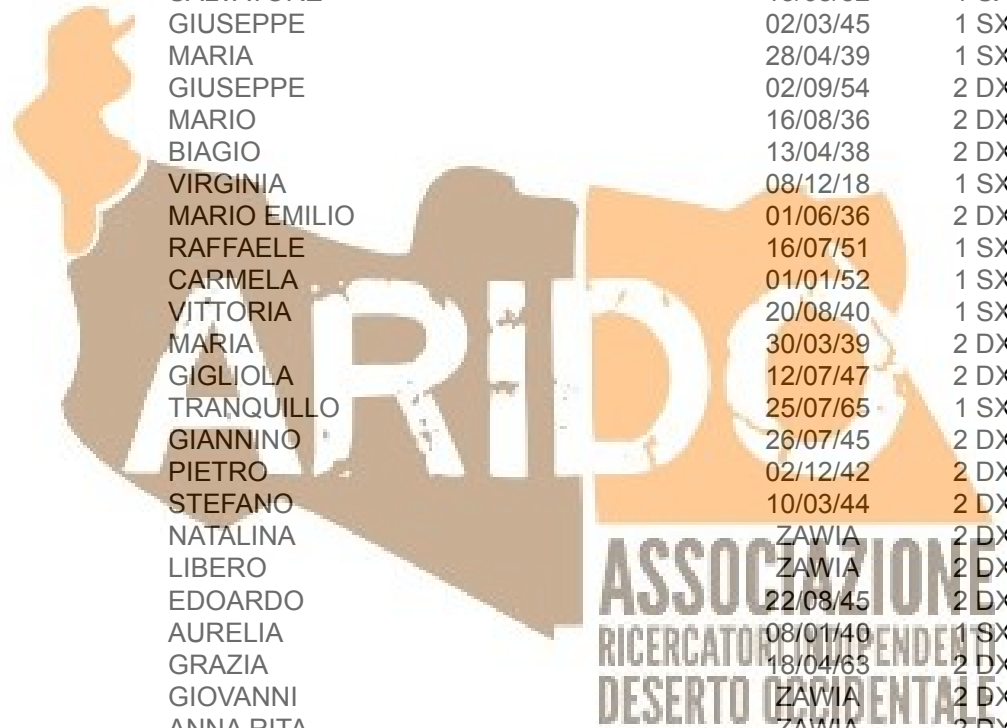 GIUSEPPE 02/03/45 1 SX
MARIA 28/04/39 1 SX
GIUSEPPE 02/09/54 2 DX
MARIO 16/08/36 2 DX
BIAGIO 13/04/38 2 DX
VIRGINIA 08/12/18 1 SX
MARIO EMILIO 01/06/36 2 DX
RAFFAELE 16/07/51 1 SX
CARMELA 01/01/52 1 SX
VITTORIA 20/08/40 1 SX
MARIA 30/03/39 2 DX
GIGLIOLA 12/07/47 2 DX
TRANQUILLO 25/07/65 1 SX
GIANNINO 26/07/45 2 DX
PIETRO 02/12/42 2 DX
STEFANO 10/03/44 2 DX
NATALINA ZAWIA 2 DX
LIBERO ZAWIA 2 DX
EDOARDO 22/08/45 2 DX
AURELIA 08/01/40 1 SX
GRAZIA 18/04/63 2 DX
GIOVANNI ZAWIA 2 DX
ANNA RITA ZAWIA 2 DX
ARIDO
ASSOCIAZIONE
RICERCATORI INDIPENDENTI
DESERTO OCCIDENTALE